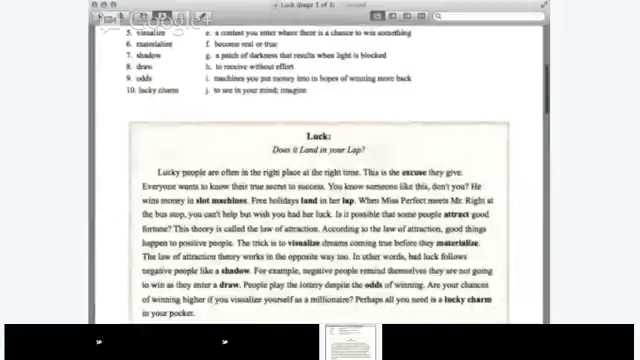 Luck (page 1 of 3)
Google+
5. visualize e. a contest you enter where there is a chance to win something
6. materialize f. become real or true
7. shadow g. a patch of darkness that results when light is blocked
8. draw h. to receive without effort
9. odds i. machines you put money into in hopes of winning more back
10. lucky charm j. to see in your mind; imagine
Luck:
Does it Land in your Lap?
Lucky people are often in the right place at the right time. This is the excuse they give.
Everyone wants to know their true secret to success. You know someone like this, don't you? He
wins money in slot machines. Free holidays land in her lap. When Miss Perfect meets Mr. Right at
the bus stop, you can't help but wish you had her luck. Is it possible that some people attract good
fortune? This theory is called the law of attraction. According to the law of attraction, good things
happen to positive people. The trick is to visualize dreams coming true before they materialize.
The law of attraction theory works in the opposite way too. In other words, bad luck follows
negative people like a shadow. For example, negative people remind themselves they are not going
to win as they enter a draw. People play the lottery despite the odds of winning. Are your chances
of winning higher if you visualize yourself as a millionaire? Perhaps all you need is a lucky charm
in your pocket.